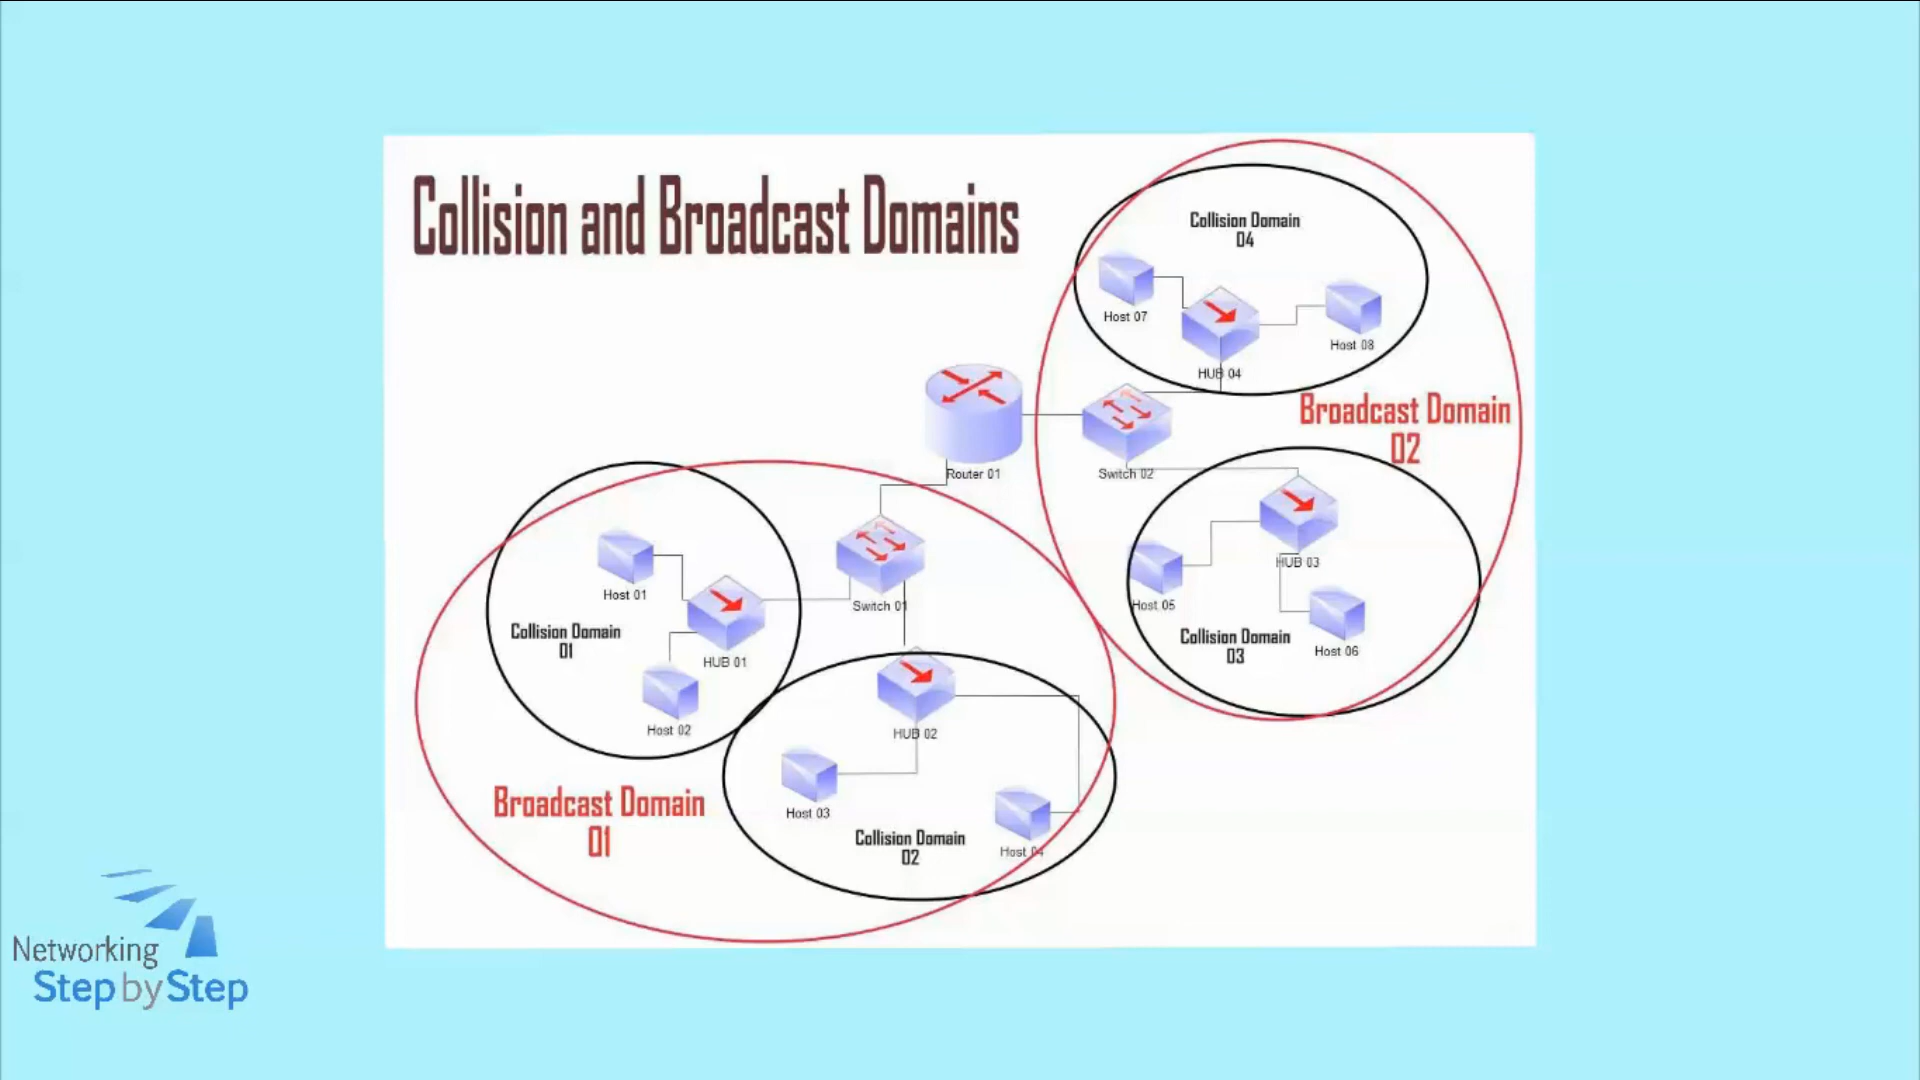 Collision and Broadcast Domains
Collision Domain
04
Host 07
Host 08
HUB 04
Broadcast Domain
02
Router 01
Switch 02
HUB 03
Host 05
Collision Domain
03
Host 06
Host 01
Switch 01
Collision Domain
01
HUB 01
Host 02
HUB 02
Broadcast Domain
01
Host 03
Collision Domain
02
Host 04
Networking
Step by Step